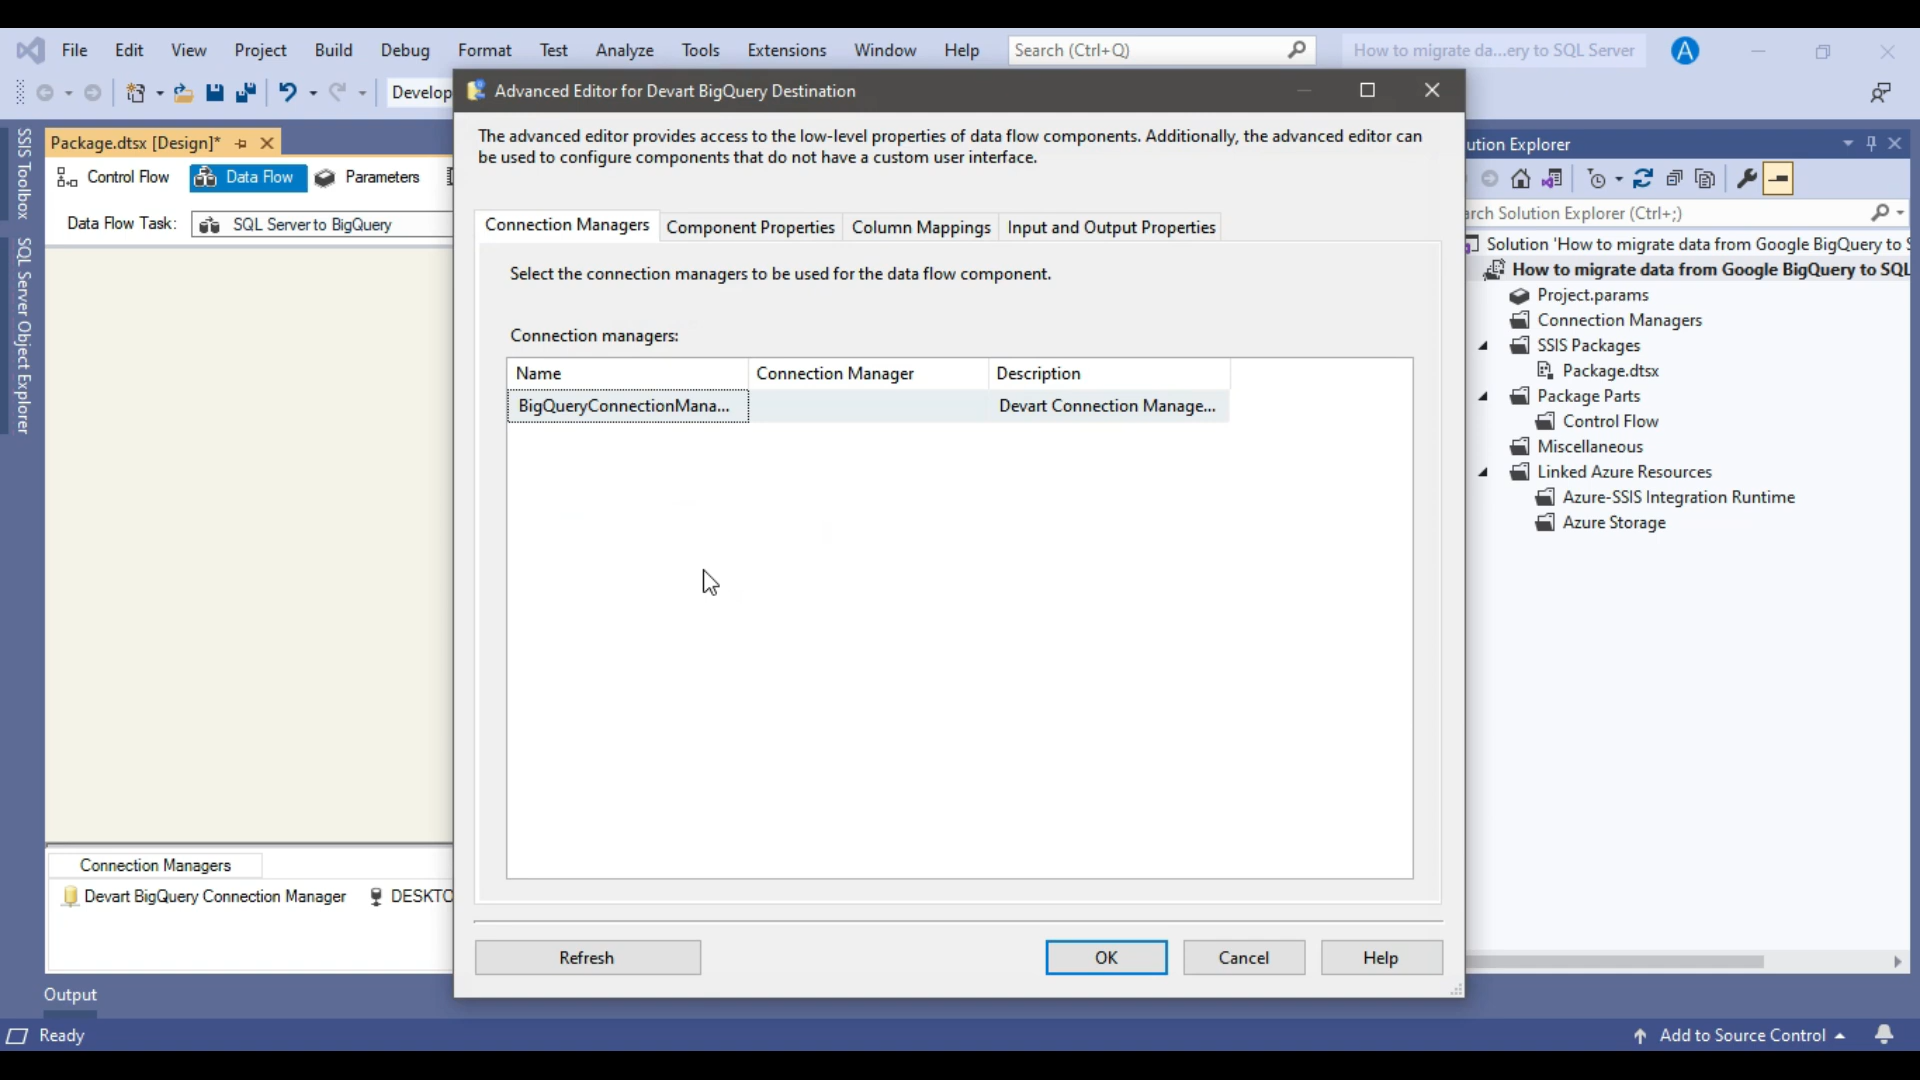 File Edit View Project Build Debug Format Test Analyze Tools Extensions Window Help Search (Ctrl+Q) How to migrate da...ery to SQL Server A
Develop
Advanced Editor for Devart BigQuery Destination
The advanced editor provides access to the low-level properties of data flow components. Additionally, the advanced editor can
be used to configure components that do not have a custom user interface.
Connection Managers Component Properties Column Mappings Input and Output Properties
Select the connection managers to be used for the data flow component.
Connection managers:
Name Connection Manager Description
BigQueryConnectionMana... Devart Connection Manage...
Refresh OK Cancel Help
SSIS Toolbox
SQL Server Object Explorer
Package.dtsx [Design]*
Control Flow Data Flow Parameters
Data Flow Task: SQL Server to BigQuery
Connection Managers
Devart BigQuery Connection Manager DESKTO
Output
ution Explorer
rch Solution Explorer (Ctrl+;)
Solution 'How to migrate data from Google BigQuery to S
How to migrate data from Google BigQuery to SQL
Project.params
Connection Managers
SSIS Packages
Package.dtsx
Package Parts
Control Flow
Miscellaneous
Linked Azure Resources
Azure-SSIS Integration Runtime
Azure Storage
Ready Add to Source Control